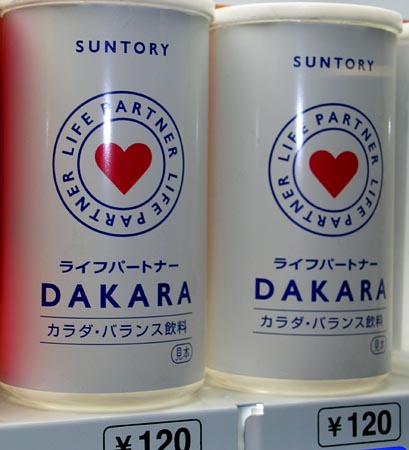 SUNTORY
LIFE PARTNER LIFE PARTNER
ライフパートナー
DAKARA
カラダ・バランス飲料
見本
¥120
SUNTORY
LIFE PARTNER LIFE PARTNER
ライフパートナー
DAKARA
カラダ・バランス飲料
見本
¥120